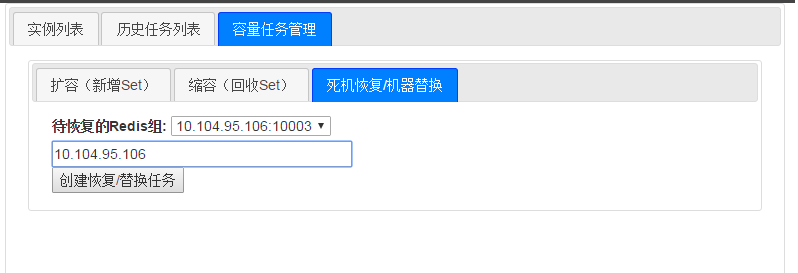 实例列表 历史任务列表 容量任务管理
扩容（新增Set） 缩容（回收Set） 死机恢复/机器替换
待恢复的Redis组: 10.104.95.106:10003
10.104.95.106
创建恢复/替换任务